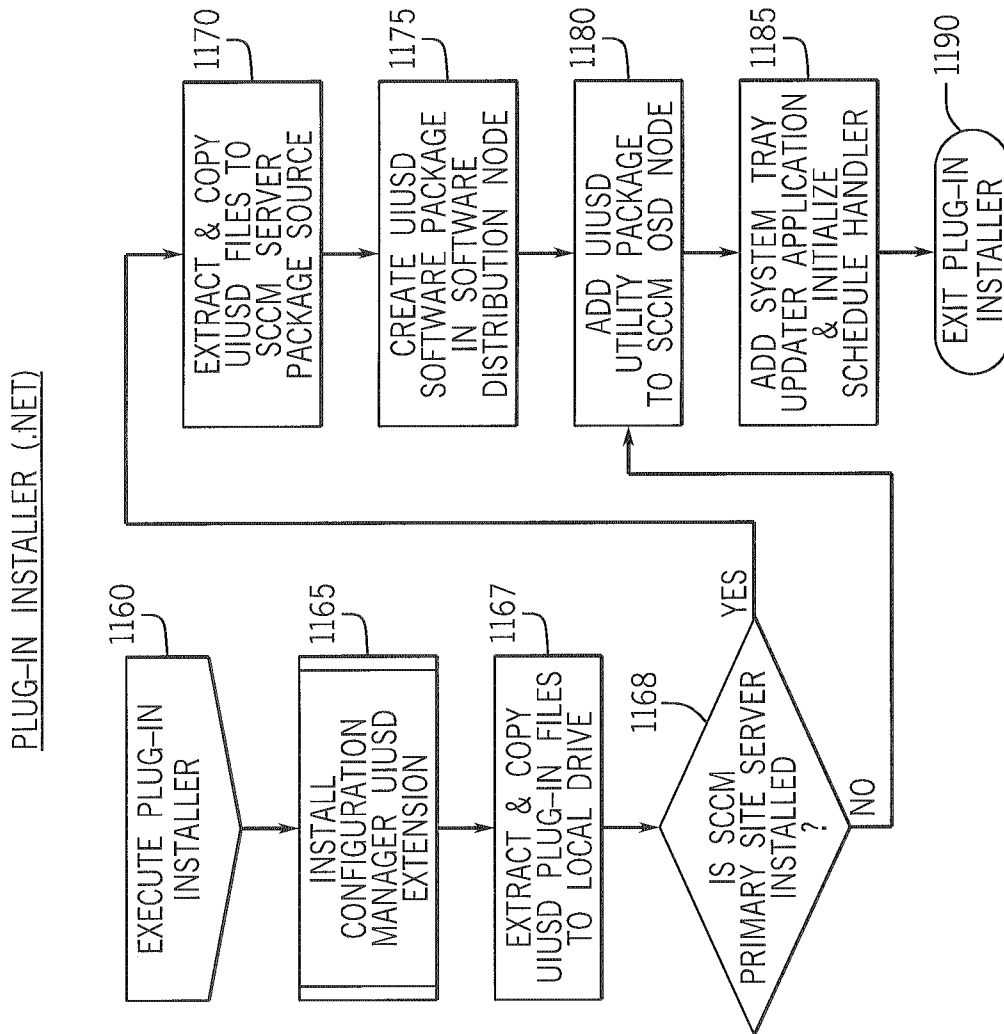 PLUG-IN INSTALLER (.NET)
1160
EXECUTE PLUG-IN
INSTALLER
1165
INSTALL
CONFIGURATION
MANAGER UIUSD
EXTENSION
1167
EXTRACT & COPY
UIUSD PLUG-IN FILES
TO LOCAL DRIVE
1168
IS SCCM
PRIMARY SITE SERVER
INSTALLED
?
YES
NO
1170
EXTRACT & COPY
UIUSD FILES TO
SCCM SERVER
PACKAGE SOURCE
1175
CREATE UIUSD
SOFTWARE PACKAGE
IN SOFTWARE
DISTRIBUTION NODE
1180
ADD UIUSD
UTILITY PACKAGE
TO SCCM OSD NODE
1185
ADD SYSTEM TRAY
UPDATER APPLICATION
& INITIALIZE
SCHEDULE HANDLER
1190
EXIT PLUG-IN
INSTALLER